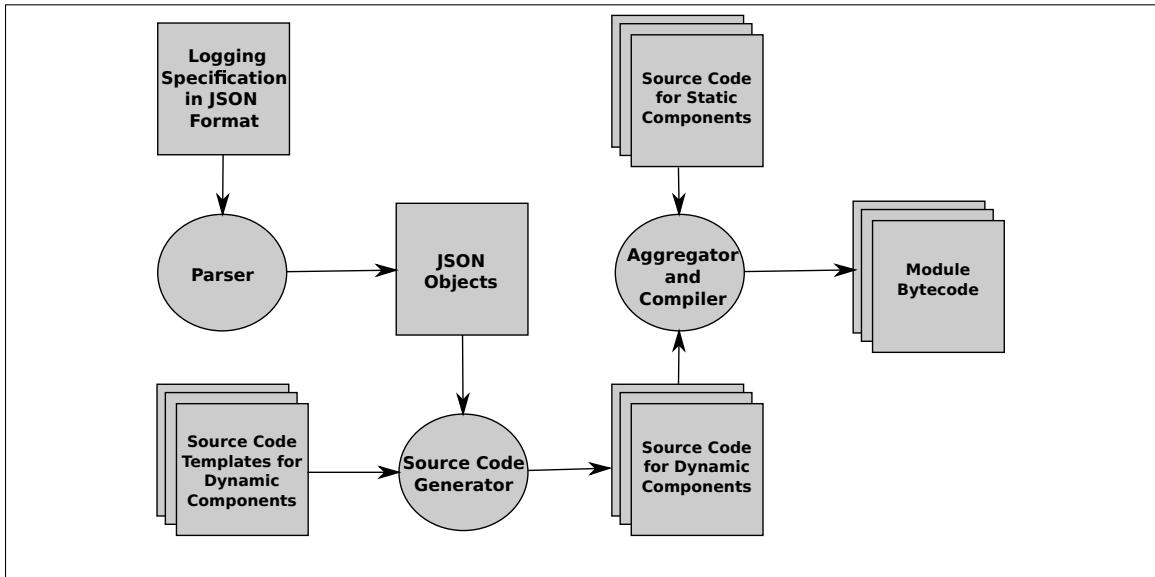 Logging
Specification
in JSON
Format
Source Code
for Static
Components
Parser
JSON
Objects
Aggregator
and
Compiler
Module
Bytecode
Source Code
Templates for
Dynamic
Components
Source Code
Generator
Source Code
for Dynamic
Components